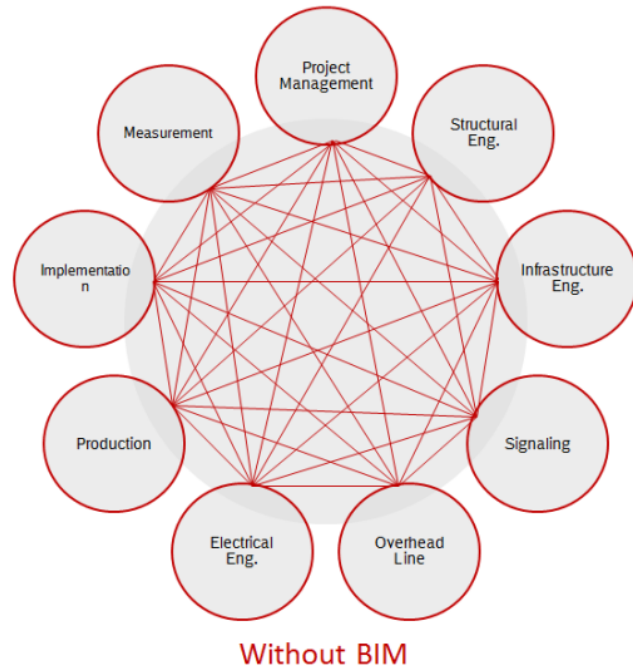 Project
Management
Structural
Eng.
Infrastructure
Eng.
Signaling
Overhead
Line
Electrical
Eng.
Production
Implementatio
n
Measurement
Without BIM